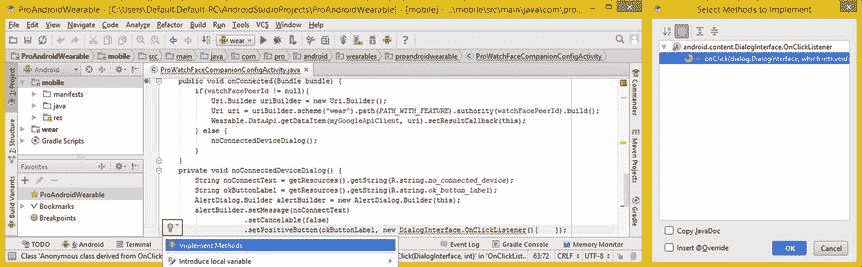 ProAndroidWearable - [C:\Users\Default.Default-PC\AndroidStudioProjects\ProAndroidWearable] - [mobile] - ...\mobile\src\main\java\com\pro...
File Edit View Navigate Code Analyze Refactor Build Run Tools VCS Window Help
wear
ProAndroidWearable mobile src main java com pro android wearables proandroidwearable ProWatchFaceCompanionConfigActivity
1: Project
7: Structure
Build Variants
2: Favorites
Android
mobile
manifests
java
res
wear
Gradle Scripts
Favorites
ProAndroidWearable
Bookmarks
Breakpoints
ProWatchFaceCompanionConfigActivity.java
public void onConnected(Bundle bundle) {
if(watchFacePeerId != null){
Uri.Builder uriBuilder = new Uri.Builder();
Uri uri = uriBuilder.scheme("wear").path(PATH_WITH_FEATURE).authority(watchFacePeerId).build();
Wearable.DataApi.getDataItem(myGoogleApiClient, uri).setResultCallback(this);
} else {
noConnectedDeviceDialog();
}
}
private void noConnectedDeviceDialog() {
String noConnectText = getResources().getString(R.string.no_connected_device);
String okButtonLabel = getResources().getString(R.string.ok_button_label);
AlertDialog.Builder alertBuilder = new AlertDialog.Builder(this);
alertBuilder.setMessage(noConnectText)
.setCancelable(false)
.setPositiveButton(okButtonLabel, new DialogInterface.OnClickListener(){ });
Implement Methods
Introduce local variable
Commander
Maven Projects
Gradle
TODO 6: Android Terminal
Event Log Gradle Console Memory Monitor
Class 'Anonymous class derived from OnClick
Click(DialogInterface, int)' in 'OnClickLis... 63:72 CRLF UTF-8
Select Methods to Implement
android.content.DialogInterface.OnClickListener
onClick(dialog:DialogInterface, which:int):void
Copy JavaDoc
Insert @Override
OK
Cancel